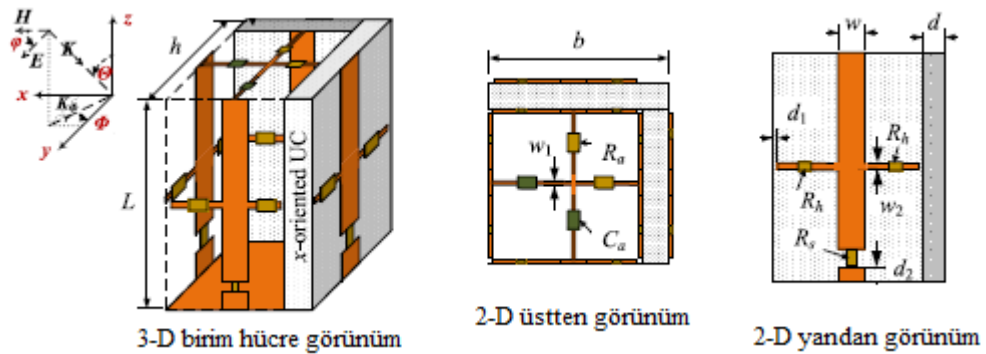 H
z
φ
E
K
Θ
x
K
Φ
y
h
L
x-oriented UC
3-D birim hücre görünüm
b
w₁
Rₐ
Cₐ
2-D üstten görünüm
w
d
d₁
Rₕ
Rₕ
w₂
Rₛ
d₂
2-D yandan görünüm